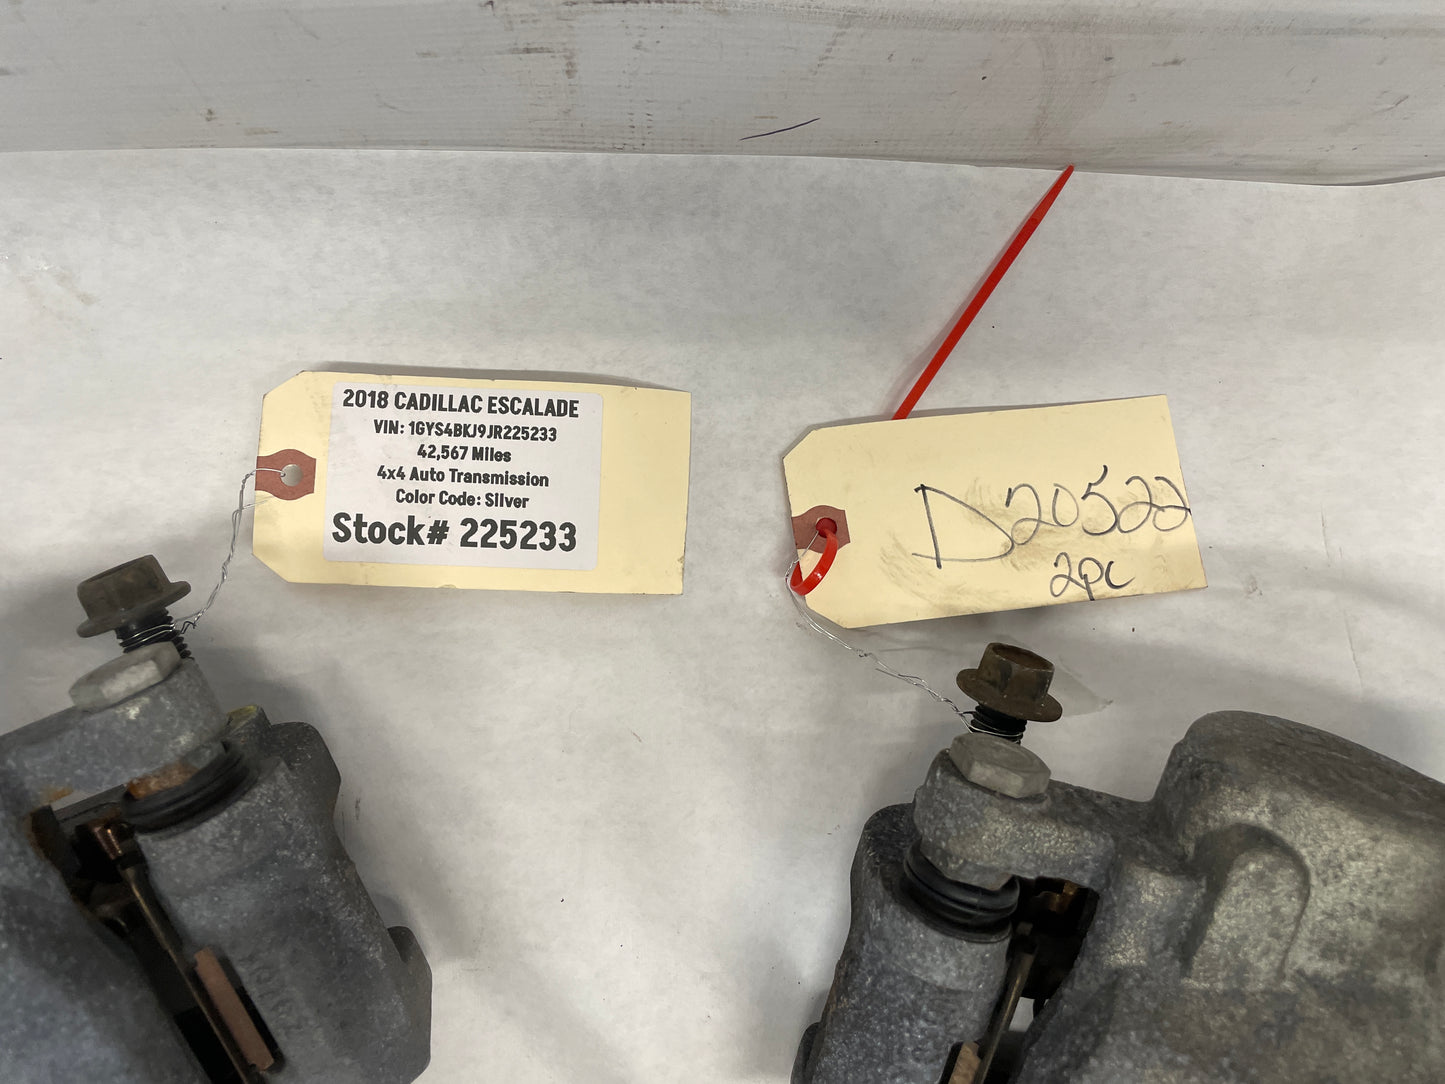 2018 CADILLAC ESCALADE
VIN: 1GYS4BKJ9JR225233
42,567 Miles
4x4 Auto Transmission
Color Code: Silver
Stock# 225233
D20522
2pc